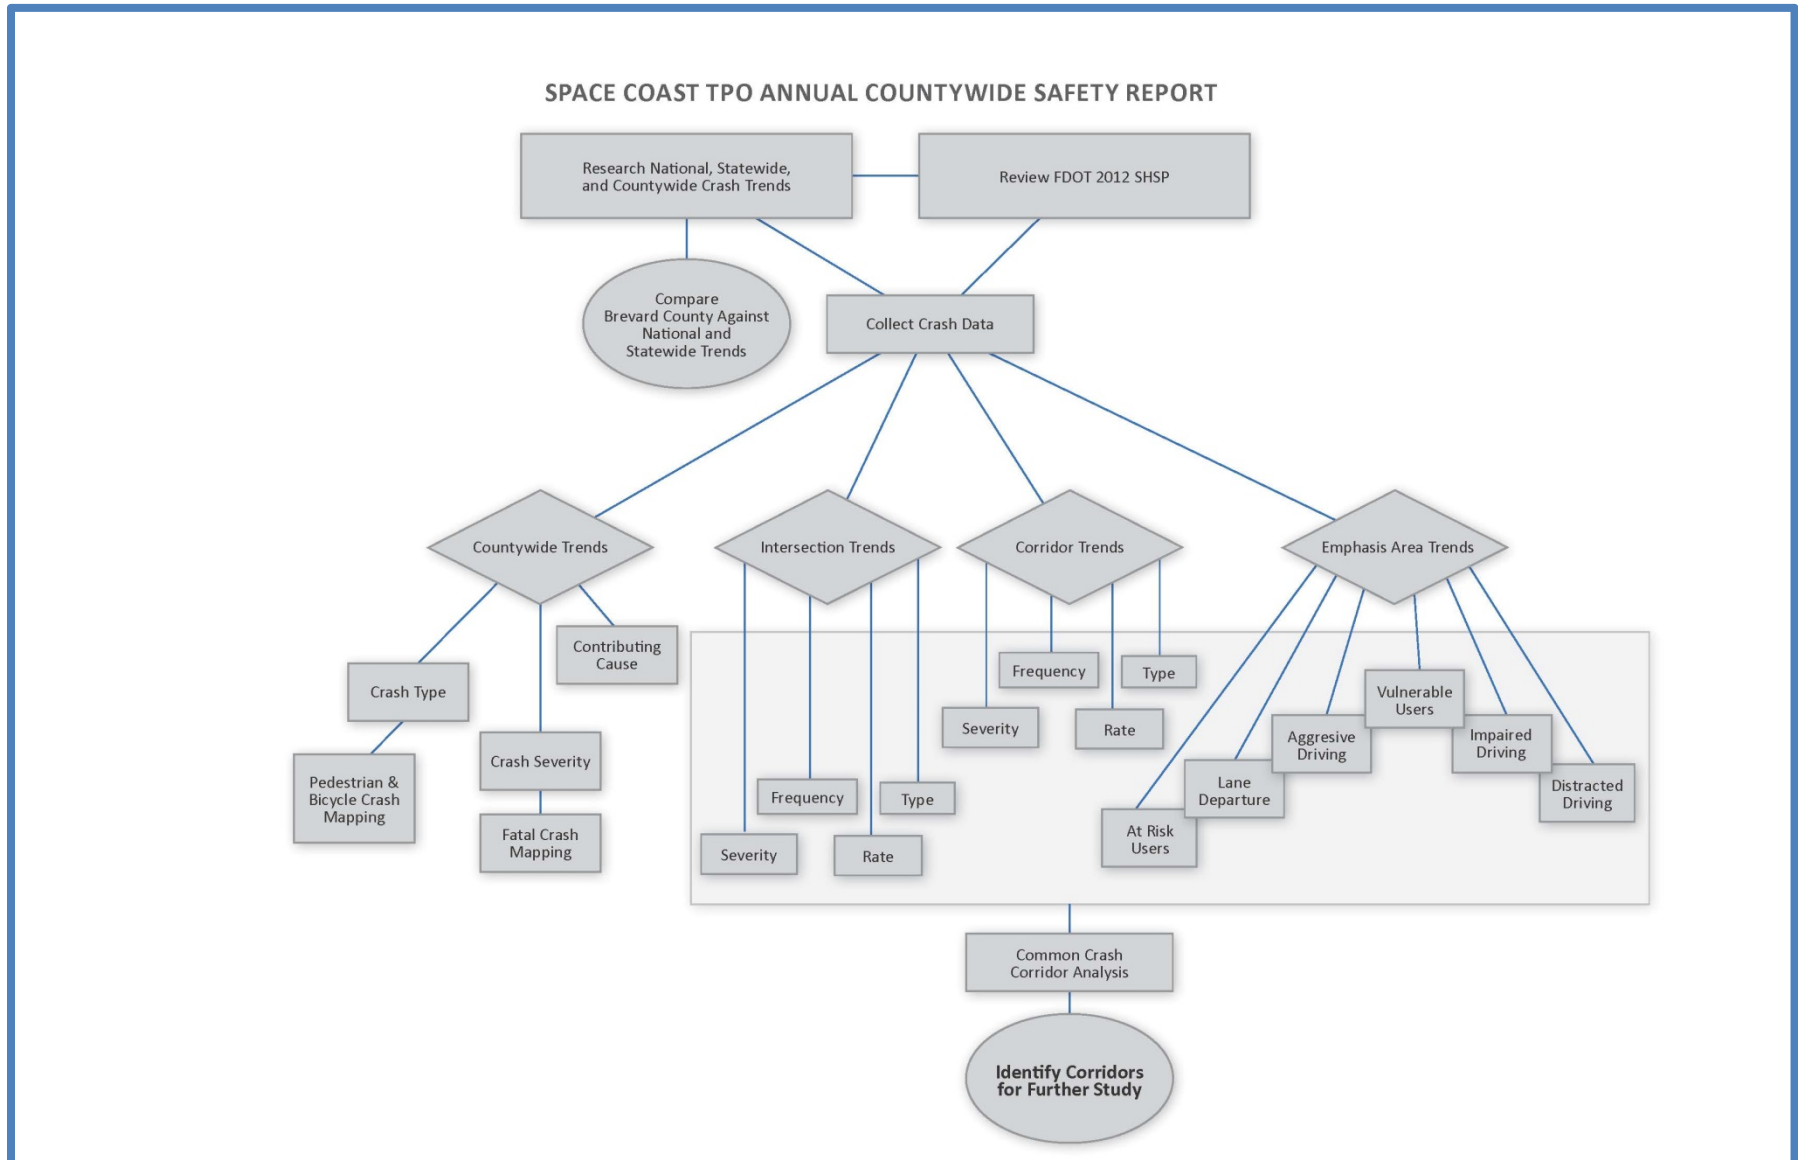 SPACE COAST TPO ANNUAL COUNTYWIDE SAFETY REPORT
Research National, Statewide,
and Countywide Crash Trends
Review FDOT 2012 SHSP
Compare
Brevard County Against
National and
Statewide Trends
Collect Crash Data
Countywide Trends
Intersection Trends
Corridor Trends
Emphasis Area Trends
Contributing
Cause
Crash Type
Pedestrian &
Bicycle Crash
Mapping
Crash Severity
Fatal Crash
Mapping
Severity
Frequency
Rate
Type
Severity
Frequency
Rate
Type
At Risk
Users
Lane
Departure
Aggresive
Driving
Vulnerable
Users
Impaired
Driving
Distracted
Driving
Common Crash
Corridor Analysis
Identify Corridors
for Further Study